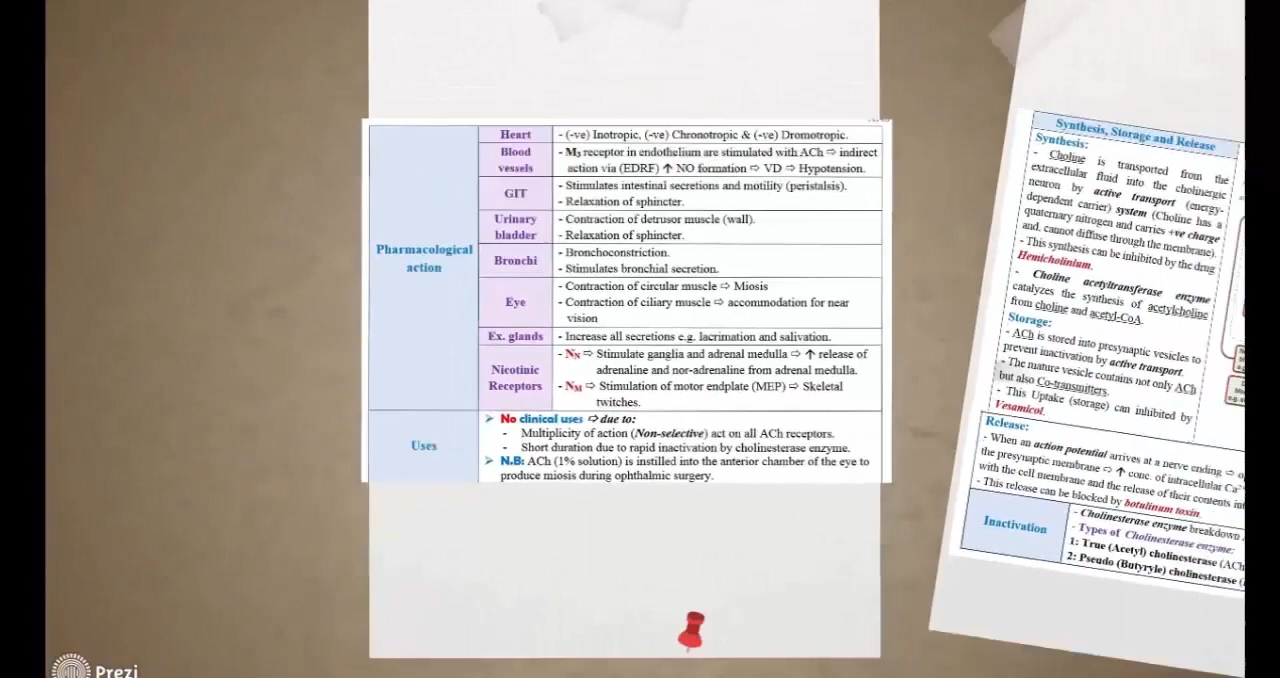 Pharmacological
action
Heart
- (-ve) Inotropic, (-ve) Chronotropic & (-ve) Dromotropic.
Blood
vessels
- M3 receptor in endothelium are stimulated with ACh ⇨ indirect
action via (EDRF) ↑ NO formation ⇨ VD ⇨ Hypotension.
GIT
- Stimulates intestinal secretions and motility (peristalsis).
- Relaxation of sphincter.
Urinary
bladder
- Contraction of detrusor muscle (wall).
- Relaxation of sphincter.
Bronchi
- Bronchoconstriction.
- Stimulates bronchial secretion.
Eye
- Contraction of circular muscle ⇨ Miosis
- Contraction of ciliary muscle ⇨ accommodation for near
vision
Ex. glands
- Increase all secretions e.g. lacrimation and salivation.
Nicotinic
Receptors
- NN ⇨ Stimulate ganglia and adrenal medulla ⇨ ↑ release of
adrenaline and nor-adrenaline from adrenal medulla.
- NM ⇨ Stimulation of motor endplate (MEP) ⇨ Skeletal
twitches.
Uses
➢ No clinical uses ⇨ due to:
- Multiplicity of action (Non-selective) act on all ACh receptors.
- Short duration due to rapid inactivation by cholinesterase enzyme.
➢ N.B: ACh (1% solution) is instilled into the anterior chamber of the eye to
produce miosis during ophthalmic surgery.
Synthesis, Storage and Release
Synthesis:
- Choline is transported from the
extracellular fluid into the cholinergic
neuron by active transport (energy-
dependent carrier) system (Choline has a
quaternary nitrogen and carries +ve charge
and, cannot diffuse through the membrane).
- This synthesis can be inhibited by the drug
Hemicholinium.
- Choline acetyltransferase enzyme
catalyzes the synthesis of acetylcholine
from choline and acetyl-CoA.
Storage:
- ACh is stored into presynaptic vesicles to
prevent inactivation by active transport.
- The mature vesicle contains not only ACh
but also Co-transmitters.
- This Uptake (storage) can inhibited by
Vesamicol.
Release:
- When an action potential arrives at a nerve ending ⇨
the presynaptic membrane ⇨ ↑ conc. of intracellular Ca2+
with the cell membrane and the release of their contents
- This release can be blocked by botulinum toxin.
Inactivation
- Cholinesterase enzyme breakdown
- Types of Cholinesterase enzyme:
1: True (Acetyl) cholinesterase (ACh
2: Pseudo (Butyryle) cholinesterase (
Prezi